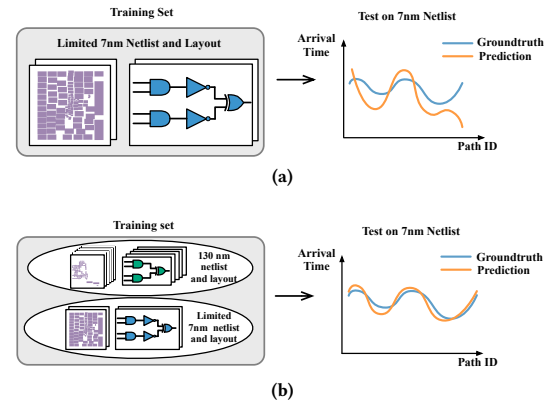 Training Set
Limited 7nm Netlist and Layout
Test on 7nm Netlist
Arrival
Time
Groundtruth
Prediction
Path ID
(a)
Training set
130 nm
netlist
and layout
Limited
7nm netlist
and layout
Test on 7nm Netlist
Arrival
Time
Groundtruth
Prediction
Path ID
(b)